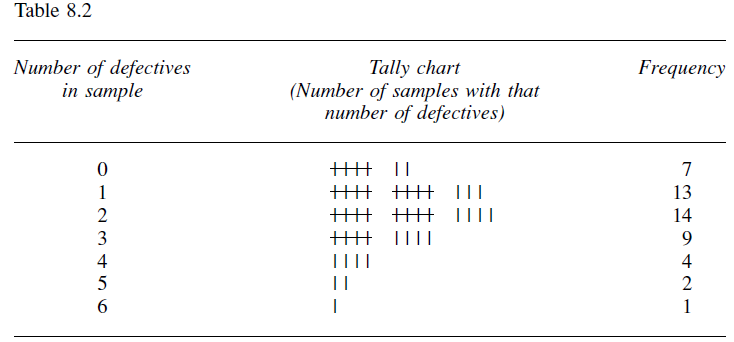 Table 8.2
Number of defectives Tally chart Frequency
in sample (Number of samples with that
number of defectives)
0 7
1 13
2 14
3 9
4 4
5 2
6 1